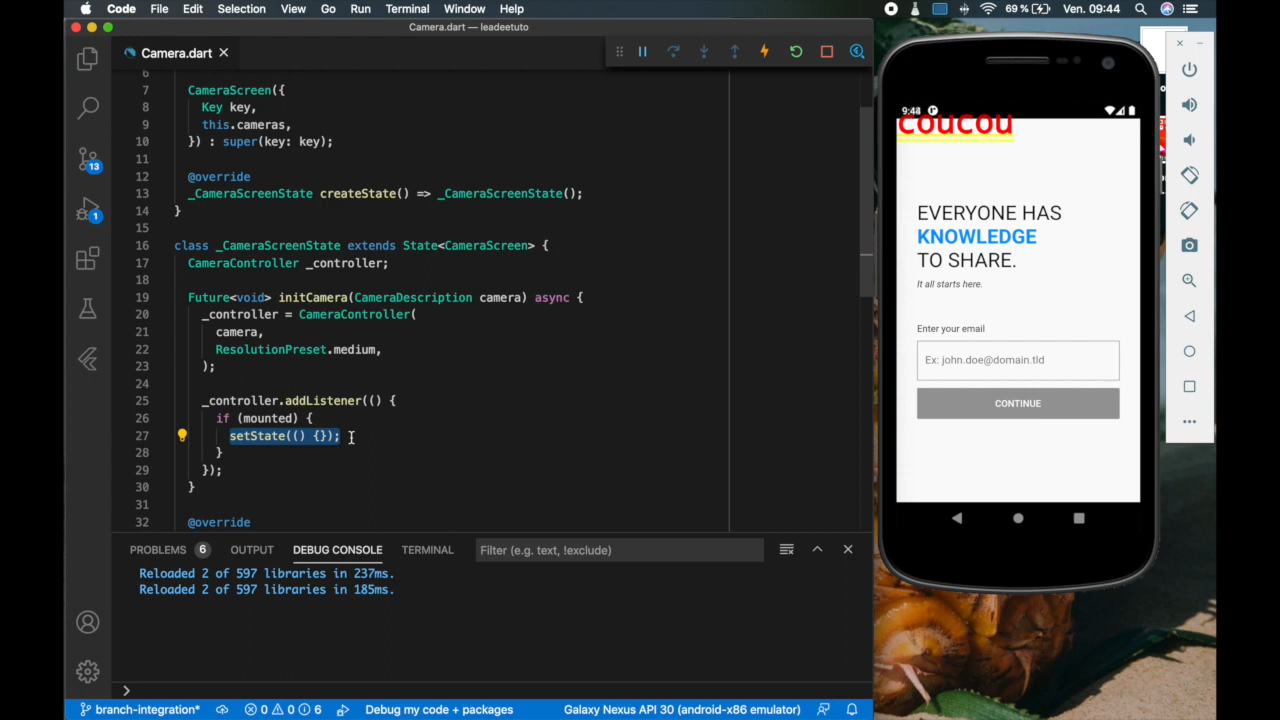 Code File Edit Selection View Go Run Terminal Window Help
69 % Ven. 09:44
Camera.dart — leadeetuto
Camera.dart
6
7 CameraScreen({
8 Key key,
9 this.cameras,
10 }) : super(key: key);
11
12 @override
13 _CameraScreenState createState() => _CameraScreenState();
14 }
15
16 class _CameraScreenState extends State<CameraScreen> {
17 CameraController _controller;
18
19 Future<void> initCamera(CameraDescription camera) async {
20 _controller = CameraController(
21 camera,
22 ResolutionPreset.medium,
23 );
24
25 _controller.addListener(() {
26 if (mounted) {
27 setState(() {});
28 }
29 });
30 }
31
32 @override
13
1
PROBLEMS 6 OUTPUT DEBUG CONSOLE TERMINAL Filter (e.g. text, !exclude)
Reloaded 2 of 597 libraries in 237ms.
Reloaded 2 of 597 libraries in 185ms.
branch-integration* 0 0 6 Debug my code + packages Galaxy Nexus API 30 (android-x86 emulator)
coucou
EVERYONE HAS
KNOWLEDGE
TO SHARE.
It all starts here.
Enter your email
Ex: john.doe@domain.tld
CONTINUE